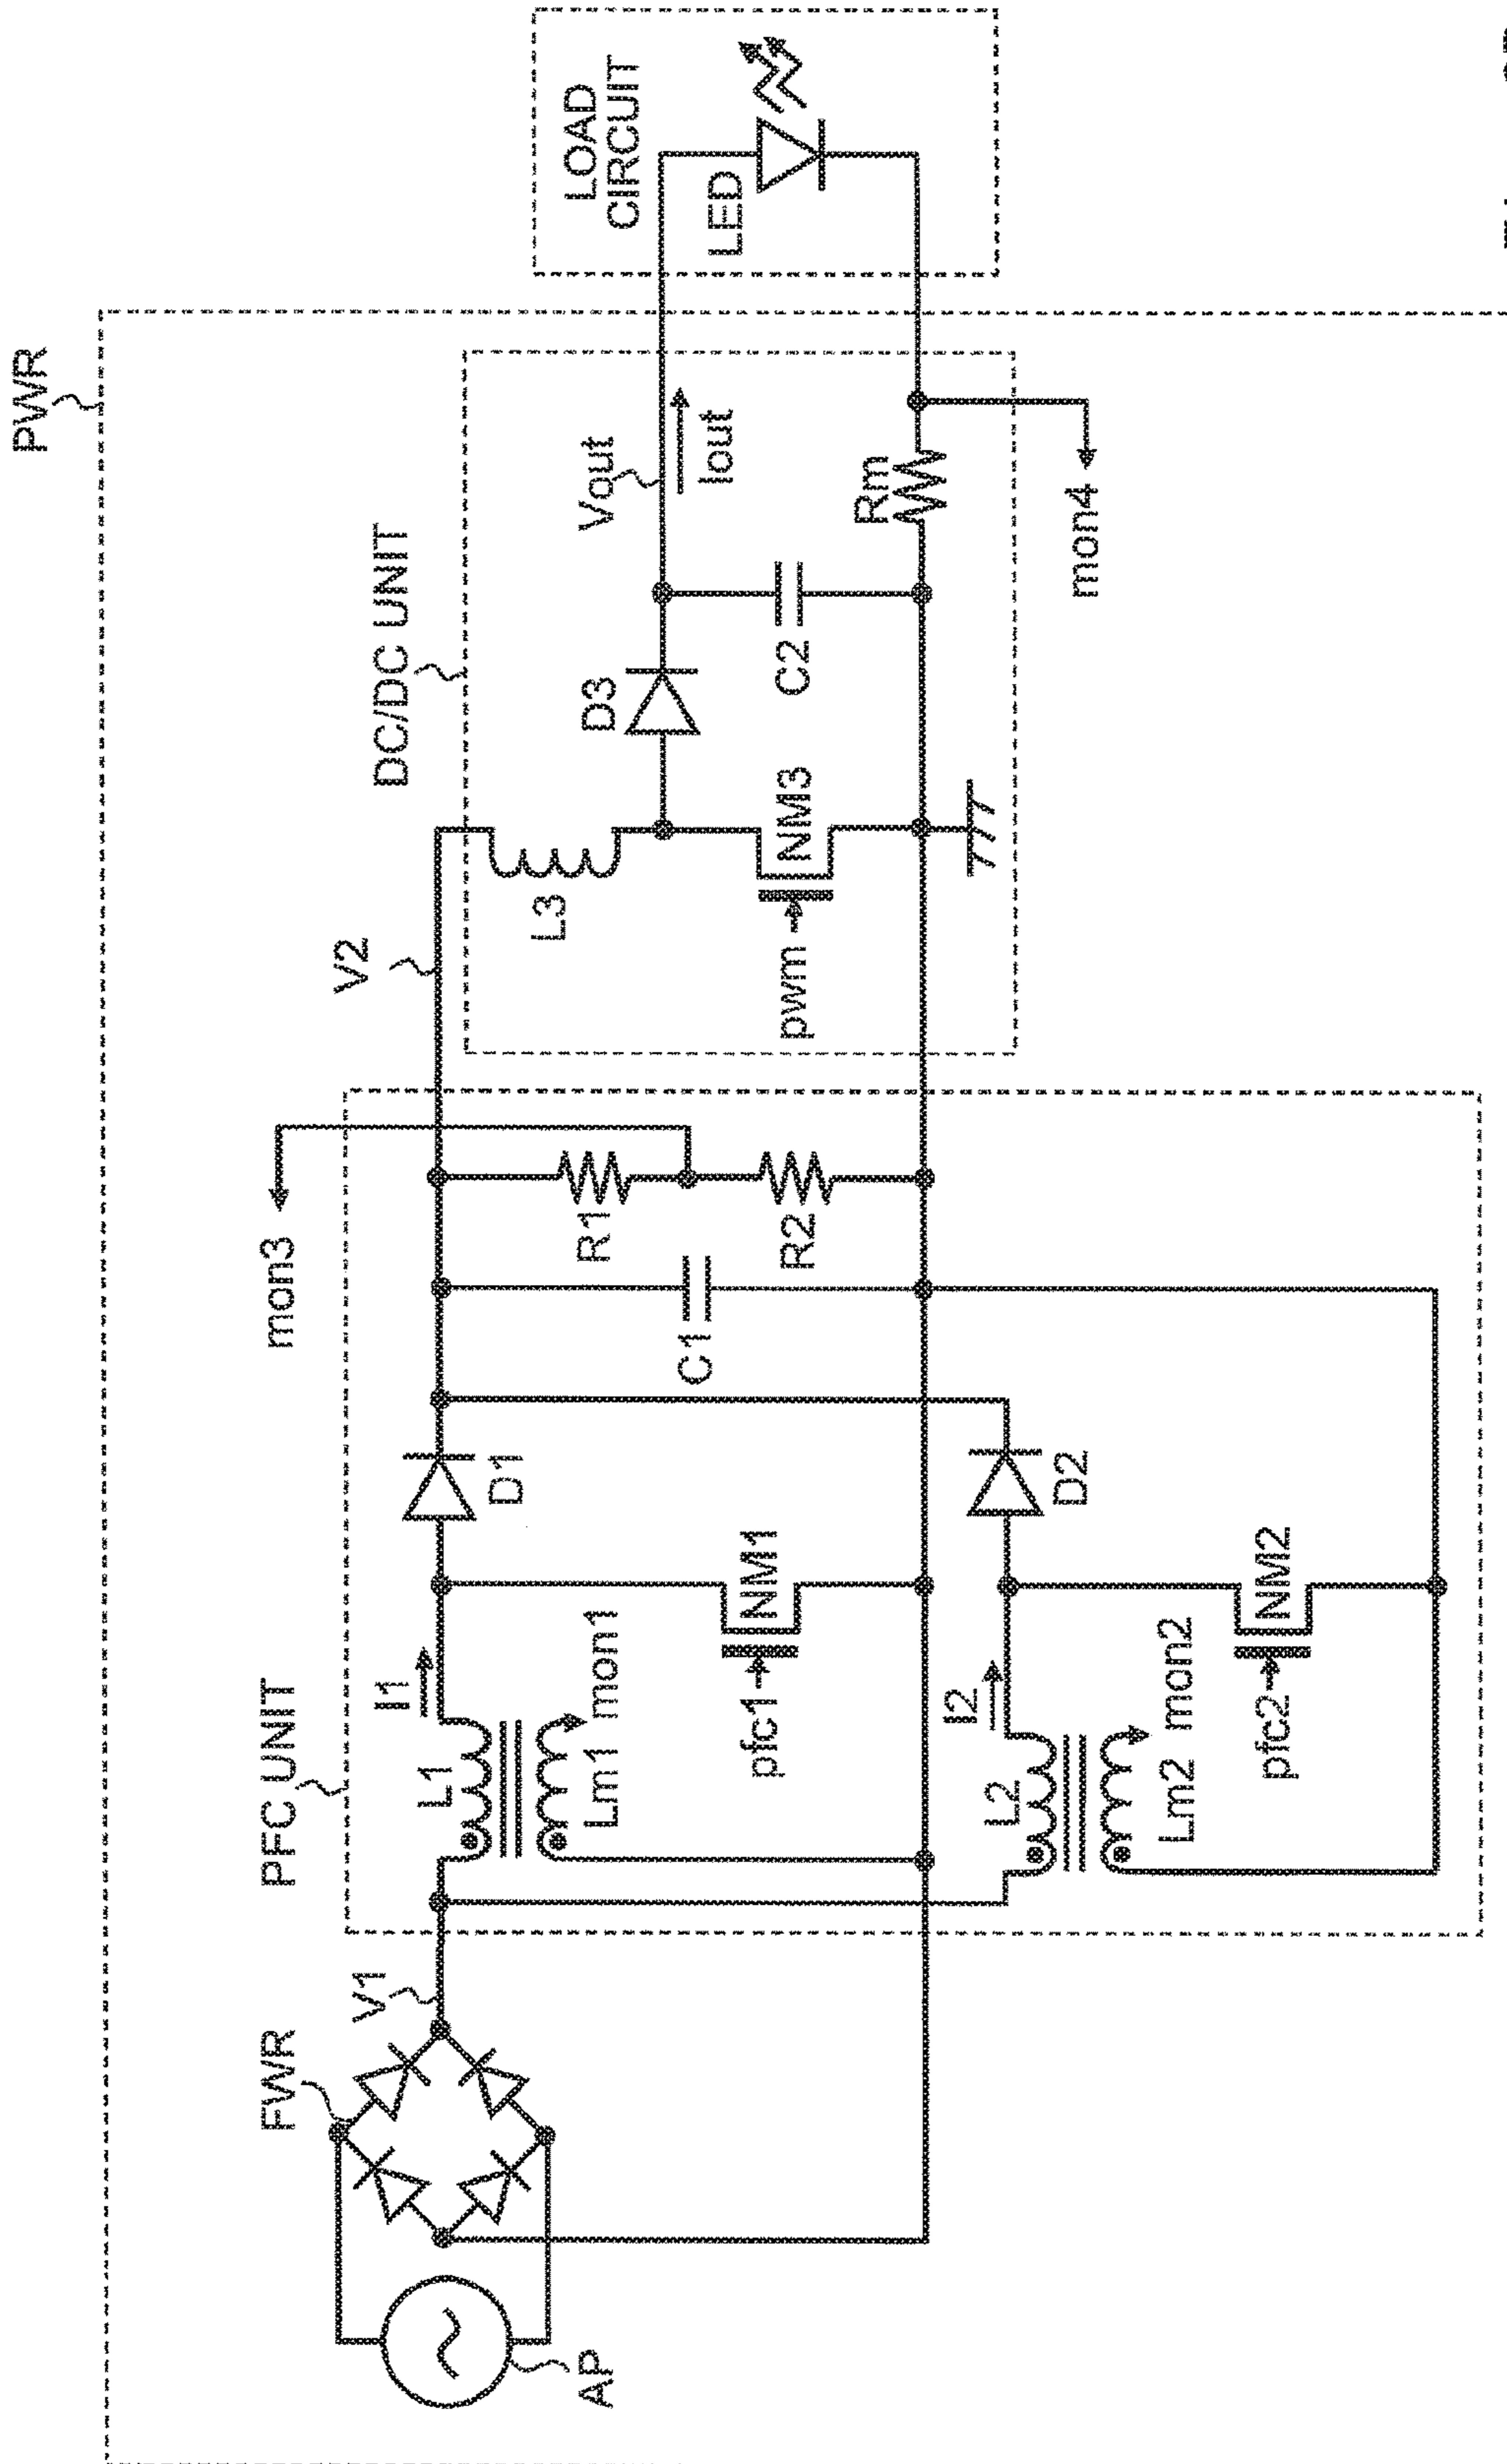 PWR
LOAD
CIRCUIT
LED
DC/DC UNIT
Vout
Iout
Rm
mon4
D3
C2
V2
L3
NM3
pwm
mon3
R1
R2
C1
PFC UNIT
D1
I1
L1
Lm1 mon1
NM1
pfc1
D2
I2
L2
Lm2 mon2
NM2
pfc2
FWR
V1
AP